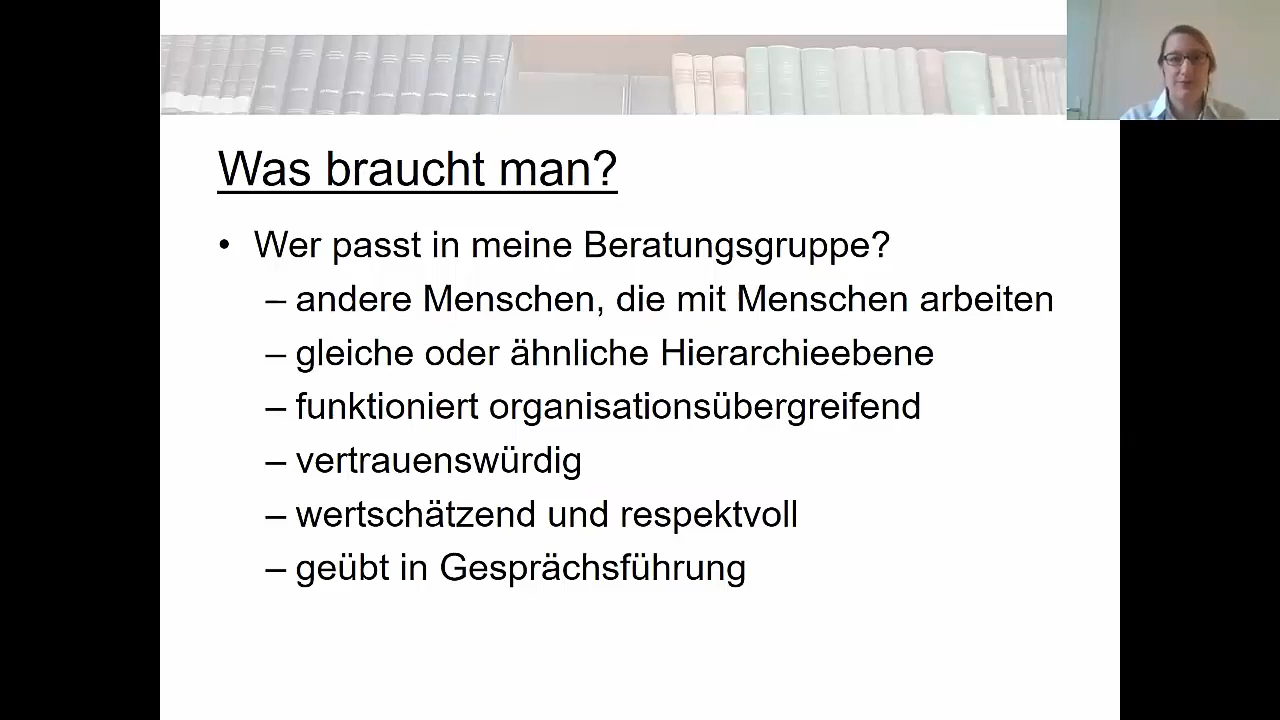 Was braucht man?
• Wer passt in meine Beratungsgruppe?
– andere Menschen, die mit Menschen arbeiten
– gleiche oder ähnliche Hierarchieebene
– funktioniert organisationsübergreifend
– vertrauenswürdig
– wertschätzend und respektvoll
– geübt in Gesprächsführung